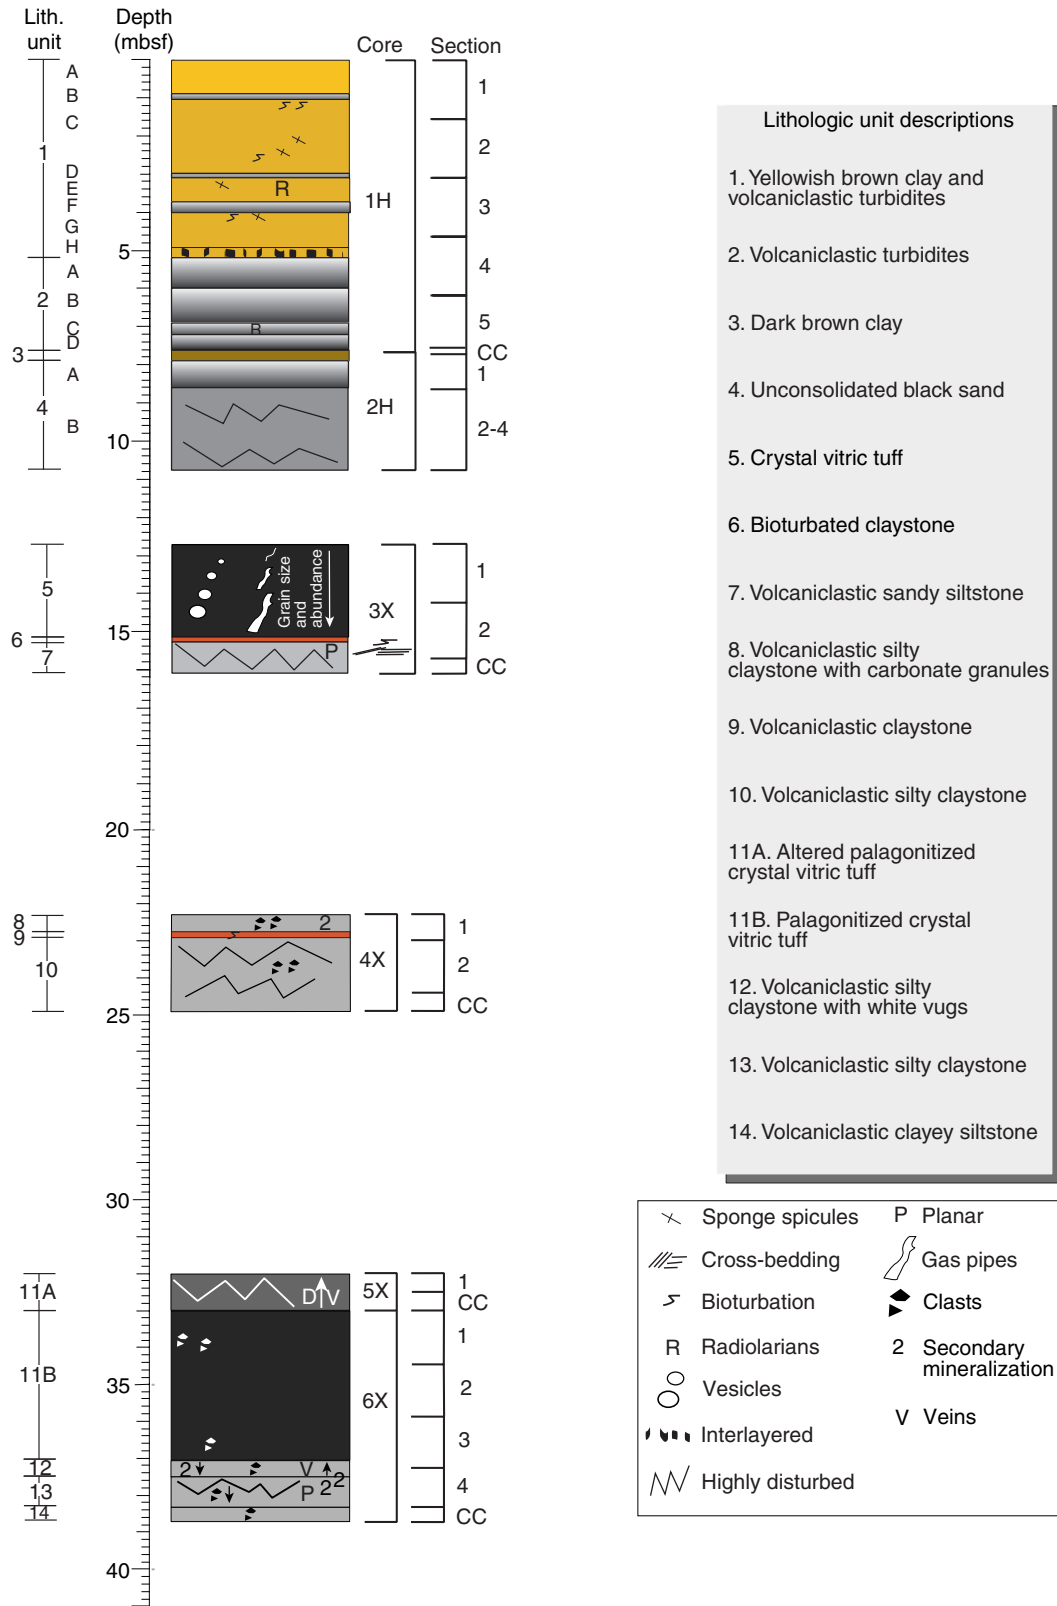 Lith.
unit
Depth
(mbsf)
Core
Section
A
B
C
1
D
E
F
G
H
A
2
B
C
D
3
A
4
B
5
6
7
8
9
10
11A
11B
12
13
14
5
10
15
20
25
30
35
40
R
R
Grain size
and
abundance
P
2
D V
2
V
2
2
P
1H
2H
3X
4X
5X
6X
1
2
3
4
5
CC
1
2-4
1
2
CC
1
2
CC
1
CC
1
2
3
4
CC
Lithologic unit descriptions
1. Yellowish brown clay and
volcaniclastic turbidites
2. Volcaniclastic turbidites
3. Dark brown clay
4. Unconsolidated black sand
5. Crystal vitric tuff
6. Bioturbated claystone
7. Volcaniclastic sandy siltstone
8. Volcaniclastic silty
claystone with carbonate granules
9. Volcaniclastic claystone
10. Volcaniclastic silty claystone
11A. Altered palagonitized
crystal vitric tuff
11B. Palagonitized crystal
vitric tuff
12. Volcaniclastic silty
claystone with white vugs
13. Volcaniclastic silty claystone
14. Volcaniclastic clayey siltstone
Sponge spicules
Cross-bedding
Bioturbation
R Radiolarians
Vesicles
Interlayered
Highly disturbed
P Planar
Gas pipes
Clasts
2 Secondary
mineralization
V Veins